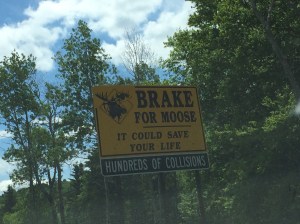 BRAKE
FOR MOOSE
IT COULD SAVE
YOUR LIFE
HUNDREDS OF COLLISIONS